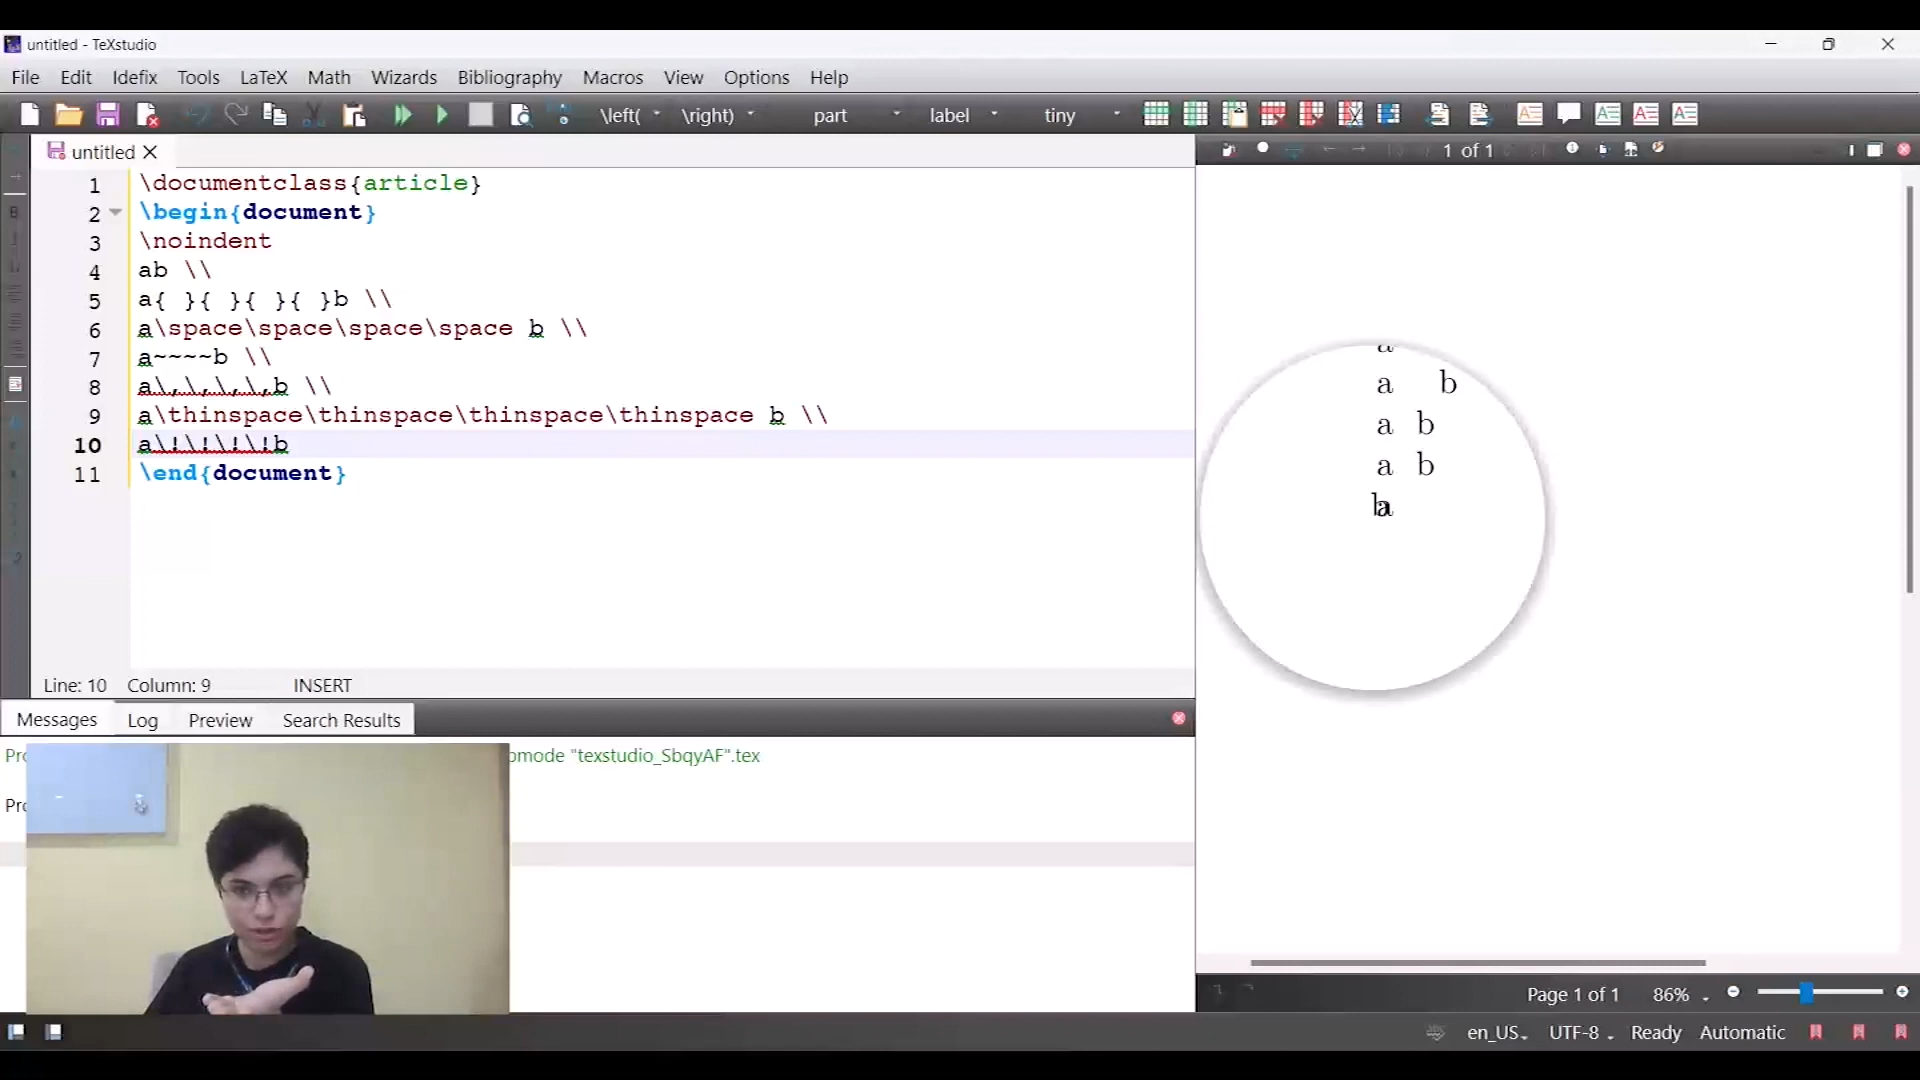 untitled - TeXstudio
File Edit Idefix Tools LaTeX Math Wizards Bibliography Macros View Options Help
\left( \right) part label tiny
untitled
1 of 1
1 \documentclass{article}
2 \begin{document}
3 \noindent
4 ab \\
5 a{ }{ }{ }{ }b \\
6 a\space\space\space\space b \\
7 a~~~~b \\
8 a\,\,\,\,b \\
9 a\thinspace\thinspace\thinspace\thinspace b \\
10 a\!\!\!\!b
11 \end{document}
a
a b
a b
a b
ba
Line: 10 Column: 9 INSERT
Messages Log Preview Search Results
"texstudio_SbqyAF".tex
Page 1 of 1 86%
en_US UTF-8 Ready Automatic